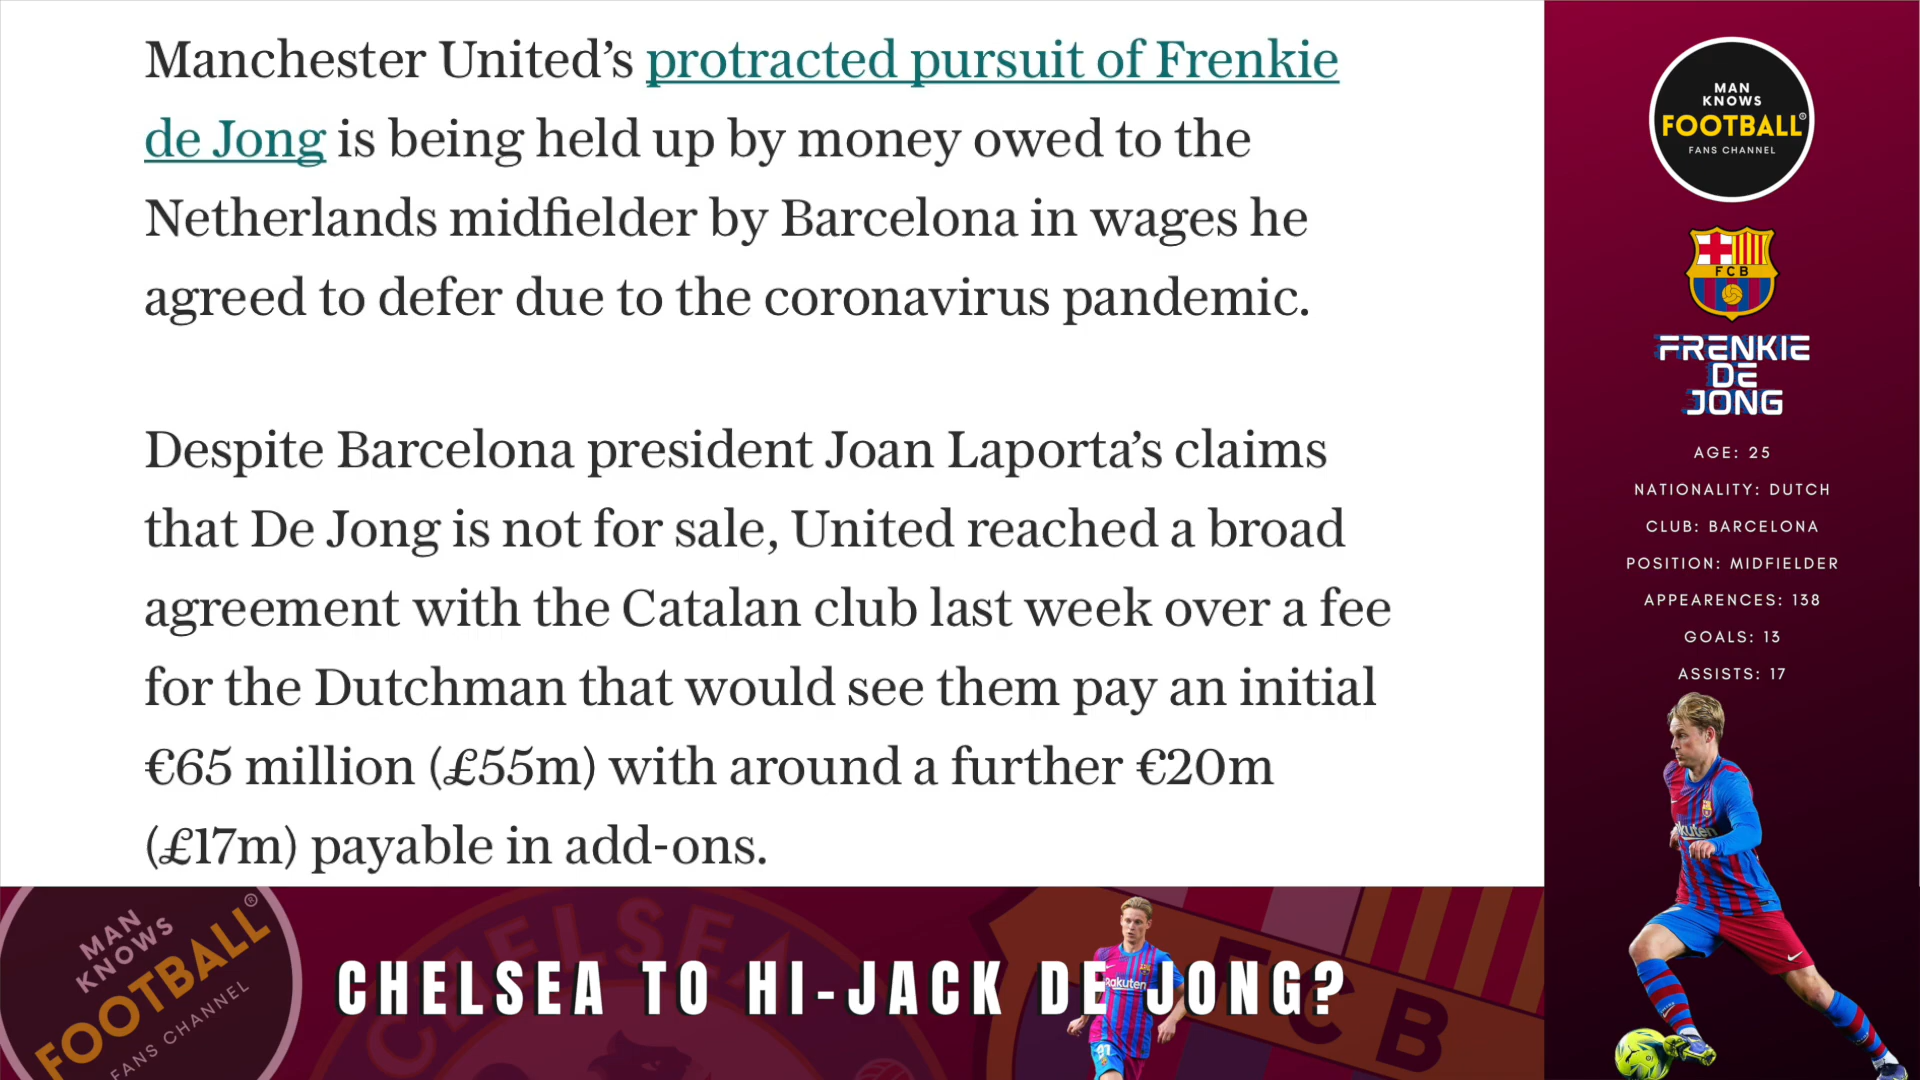 Manchester United’s protracted pursuit of Frenkie
de Jong is being held up by money owed to the
Netherlands midfielder by Barcelona in wages he
agreed to defer due to the coronavirus pandemic.
Despite Barcelona president Joan Laporta’s claims
that De Jong is not for sale, United reached a broad
agreement with the Catalan club last week over a fee
for the Dutchman that would see them pay an initial
€65 million (£55m) with around a further €20m
(£17m) payable in add-ons.
MAN
KNOWS
FOOTBALL®
FANS CHANNEL
FCB
FRENKIE
DE
JONG
AGE: 25
NATIONALITY: DUTCH
CLUB: BARCELONA
POSITION: MIDFIELDER
APPEARENCES: 138
GOALS: 13
ASSISTS: 17
Rakuten
MAN
KNOWS
FOOTBALL®
FANS CHANNEL
CHELSEA
FCB
CHELSEA TO HI-JACK DE JONG?
Rakuten